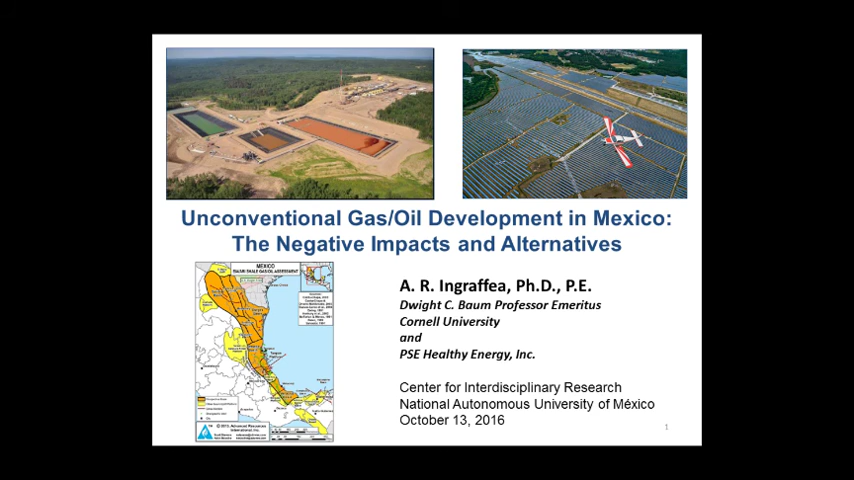 Unconventional Gas/Oil Development in Mexico:
The Negative Impacts and Alternatives
MEXICO
A. R. Ingraffea, Ph.D., P.E.
Dwight C. Baum Professor Emeritus
Cornell University
and
PSE Healthy Energy, Inc.
Center for Interdisciplinary Research
National Autonomous University of México
October 13, 2016
1